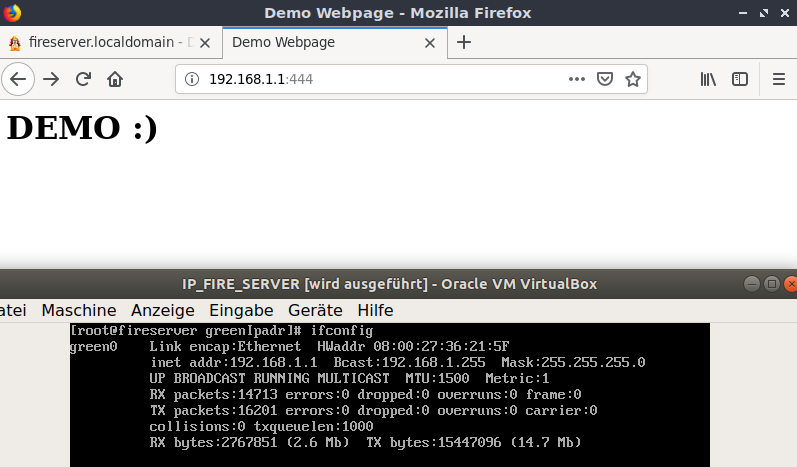 Demo Webpage - Mozilla Firefox
fireserver.localdomain - D
Demo Webpage
192.168.1.1:444
DEMO :)
IP_FIRE_SERVER [wird ausgeführt] - Oracle VM VirtualBox
atei Maschine Anzeige Eingabe Geräte Hilfe
[root@fireserver greenIpadr]# ifconfig
green0 Link encap:Ethernet HWaddr 08:00:27:36:21:5F
inet addr:192.168.1.1 Bcast:192.168.1.255 Mask:255.255.255.0
UP BROADCAST RUNNING MULTICAST MTU:1500 Metric:1
RX packets:14713 errors:0 dropped:0 overruns:0 frame:0
TX packets:16201 errors:0 dropped:0 overruns:0 carrier:0
collisions:0 txqueuelen:1000
RX bytes:2767851 (2.6 Mb) TX bytes:15447096 (14.7 Mb)